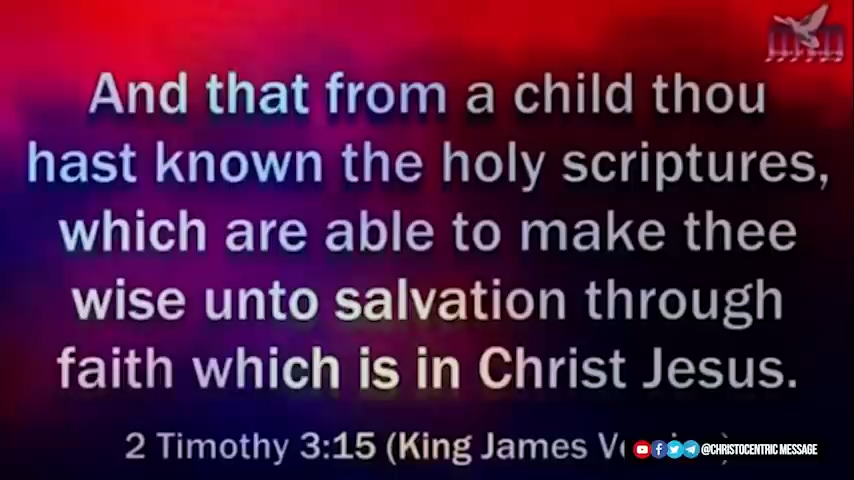 And that from a child thou
hast known the holy scriptures,
which are able to make thee
wise unto salvation through
faith which is in Christ Jesus.
2 Timothy 3:15 (King James
@CHRISTOCENTRIC MESSAGE